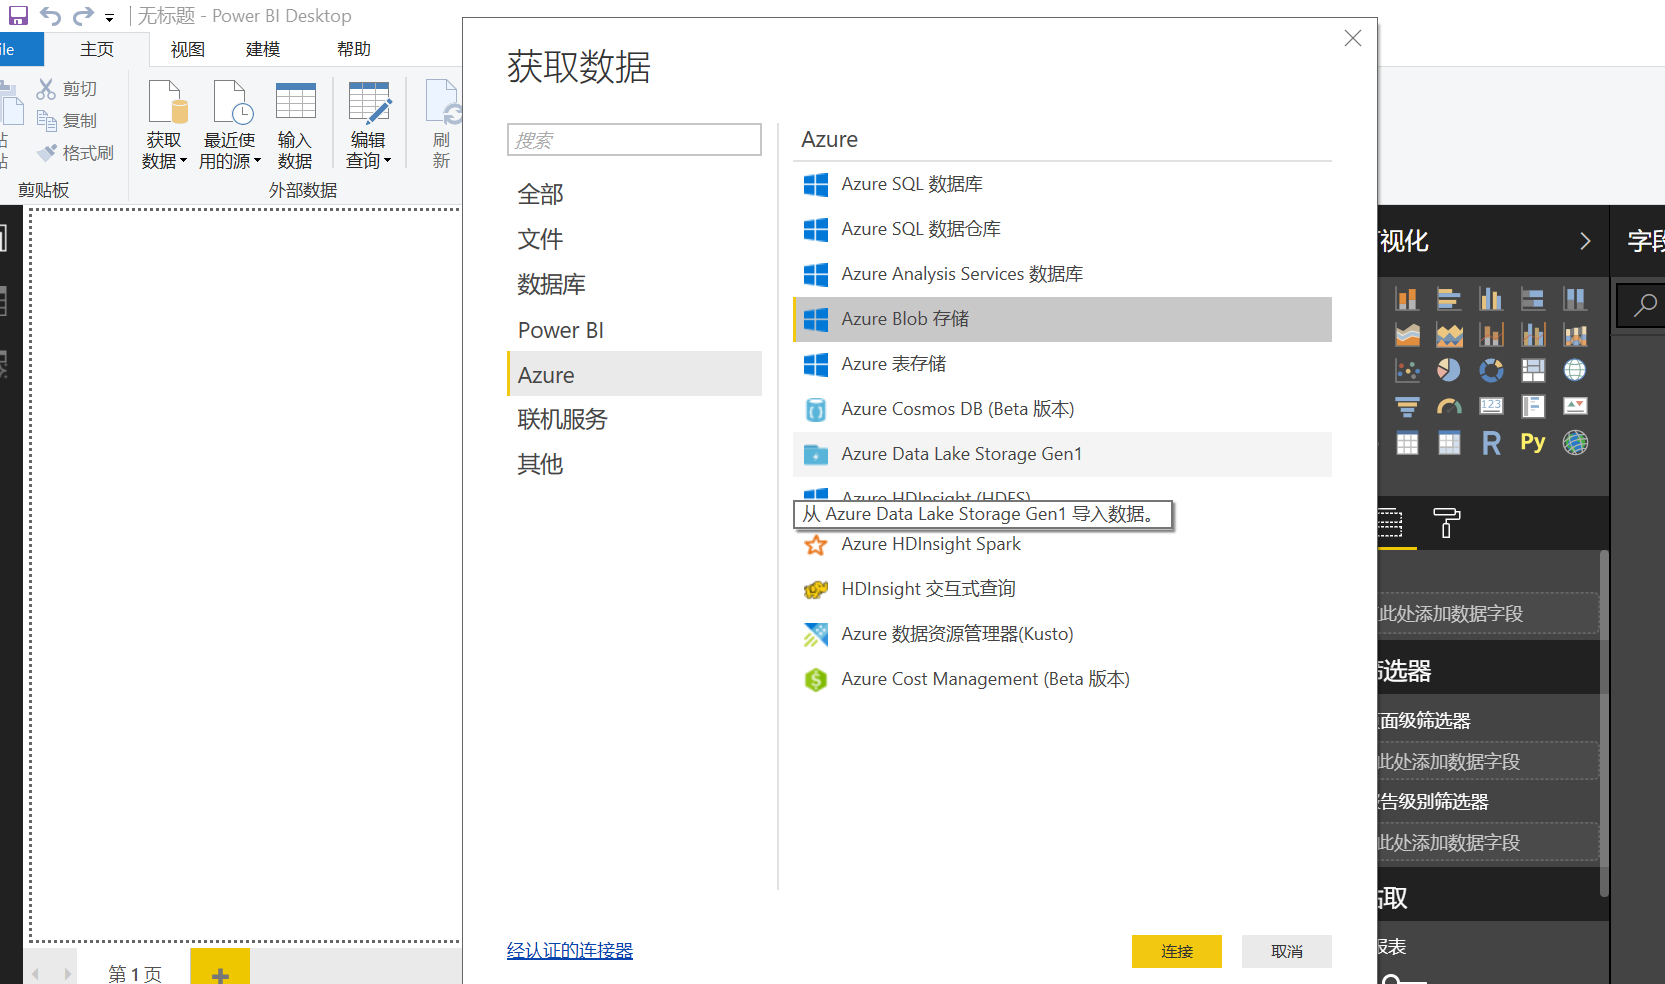 无标题 - Power BI Desktop
主页
视图
建模
帮助
剪切
复制
格式刷
剪贴板
获取
数据
最近使
用的源
输入
数据
编辑
查询
刷
新
外部数据
获取数据
搜索
全部
文件
数据库
Power BI
Azure
联机服务
其他
Azure
Azure SQL 数据库
Azure SQL 数据仓库
Azure Analysis Services 数据库
Azure Blob 存储
Azure 表存储
Azure Cosmos DB (Beta 版本)
Azure Data Lake Storage Gen1
Azure HDInsight (HDFS)
从 Azure Data Lake Storage Gen1 导入数据。
Azure HDInsight Spark
HDInsight 交互式查询
Azure 数据资源管理器(Kusto)
Azure Cost Management (Beta 版本)
经认证的连接器
连接
取消
视化
字段
123
R
Py
此处添加数据字段
筛选器
面级筛选器
此处添加数据字段
告级别筛选器
此处添加数据字段
取
报表
第 1 页